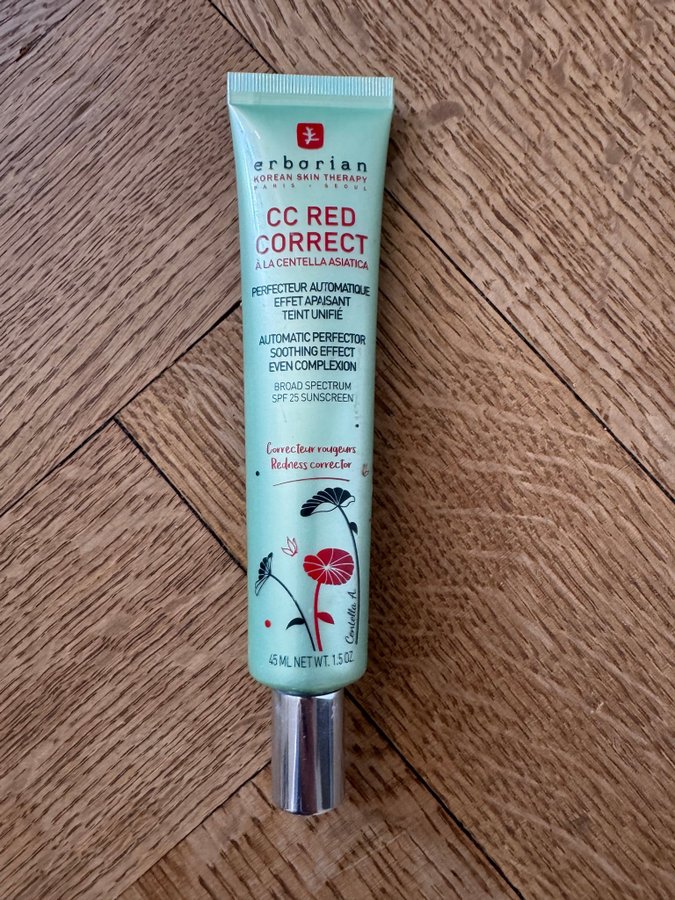 erborian
KOREAN SKIN THERAPY
PARIS - SEOUL
CC RED
CORRECT
À LA CENTELLA ASIATICA
PERFECTEUR AUTOMATIQUE
EFFET APAISANT
TEINT UNIFIÉ
AUTOMATIC PERFECTOR
SOOTHING EFFECT
EVEN COMPLEXION
BROAD SPECTRUM
SPF 25 SUNSCREEN
Correcteur rougeurs
Redness corrector
Centella A.
45 ML NET WT. 1.5 OZ